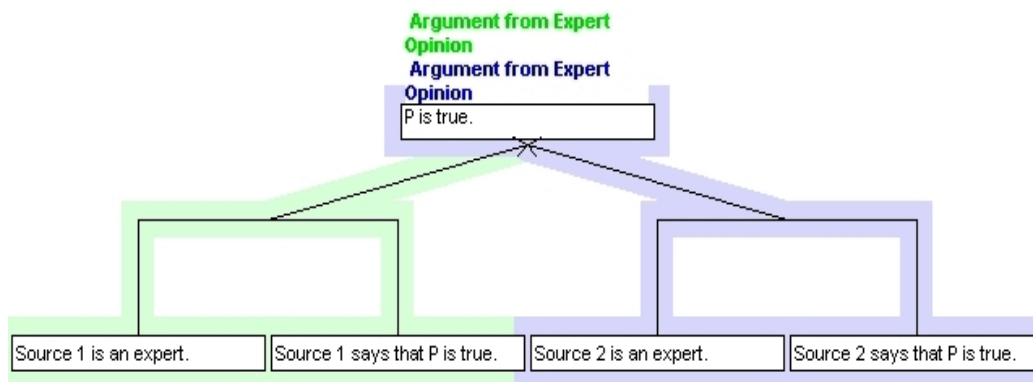 Argument from Expert
Opinion
Argument from Expert
Opinion
P is true.
Source 1 is an expert.
Source 1 says that P is true.
Source 2 is an expert.
Source 2 says that P is true.